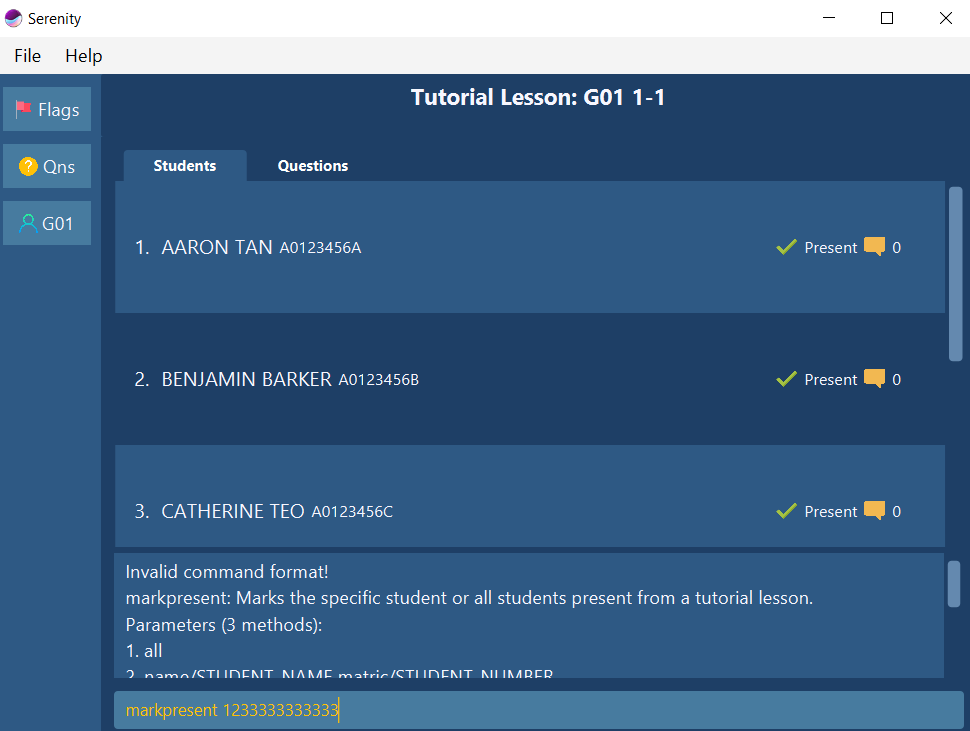 Serenity
File Help
Tutorial Lesson: G01 1-1
Flags
Qns
G01
Students Questions
1. AARON TAN A0123456A Present 0
2. BENJAMIN BARKER A0123456B Present 0
3. CATHERINE TEO A0123456C Present 0
Invalid command format!
markpresent: Marks the specific student or all students present from a tutorial lesson.
Parameters (3 methods):
1. all
2. name/STUDENT_NAME matric/STUDENT_NUMBER
markpresent 1233333333333